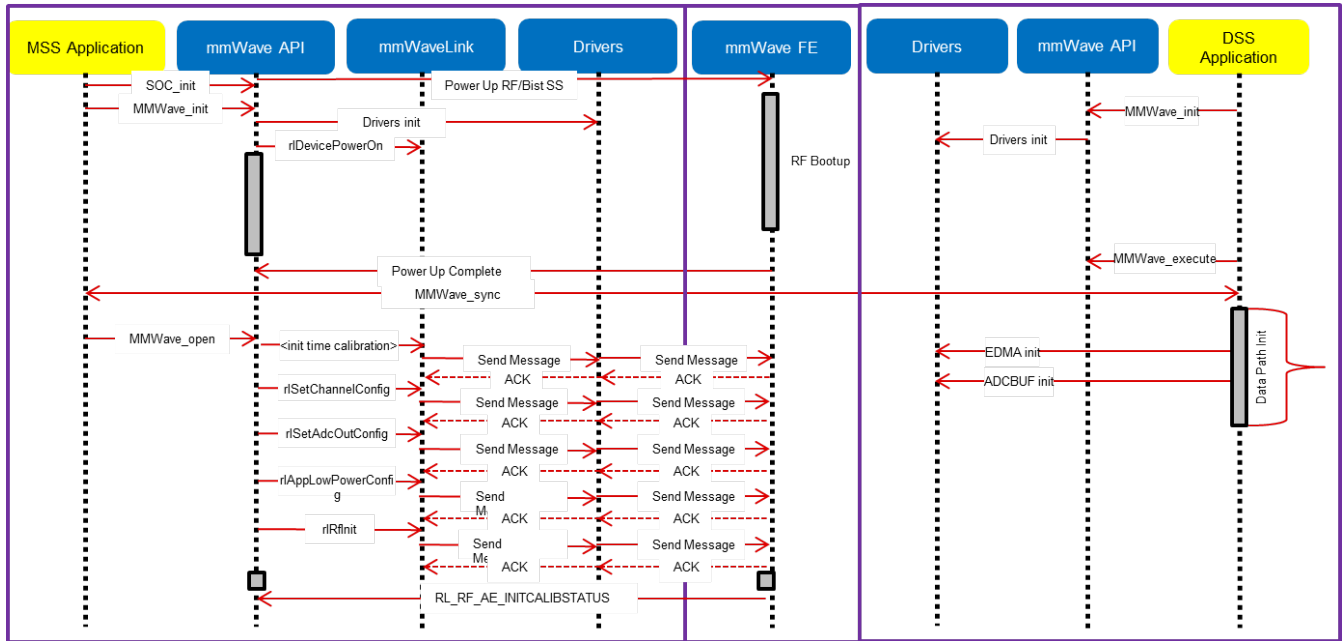 MSS Application
mmWave API
mmWaveLink
Drivers
mmWave FE
Drivers
mmWave API
DSS
Application
SOC_init
Power Up RF/Bist SS
MMWave_init
MMWave_init
Drivers init
Drivers init
rlDevicePowerOn
RF Bootup
MMWave_execute
Power Up Complete
MMWave_sync
MMWave_open
<init time calibration>
Send Message
Send Message
EDMA init
Data Path Init
ACK
ACK
ADCBUF init
rlSetChannelConfig
Send Message
Send Message
ACK
ACK
rlSetAdcOutConfig
Send Message
Send Message
ACK
ACK
rlAppLowPowerConfi
g
Send
Send Message
ACK
ACK
rlRfInit
Send
Send Message
ACK
ACK
RL_RF_AE_INITCALIBSTATUS